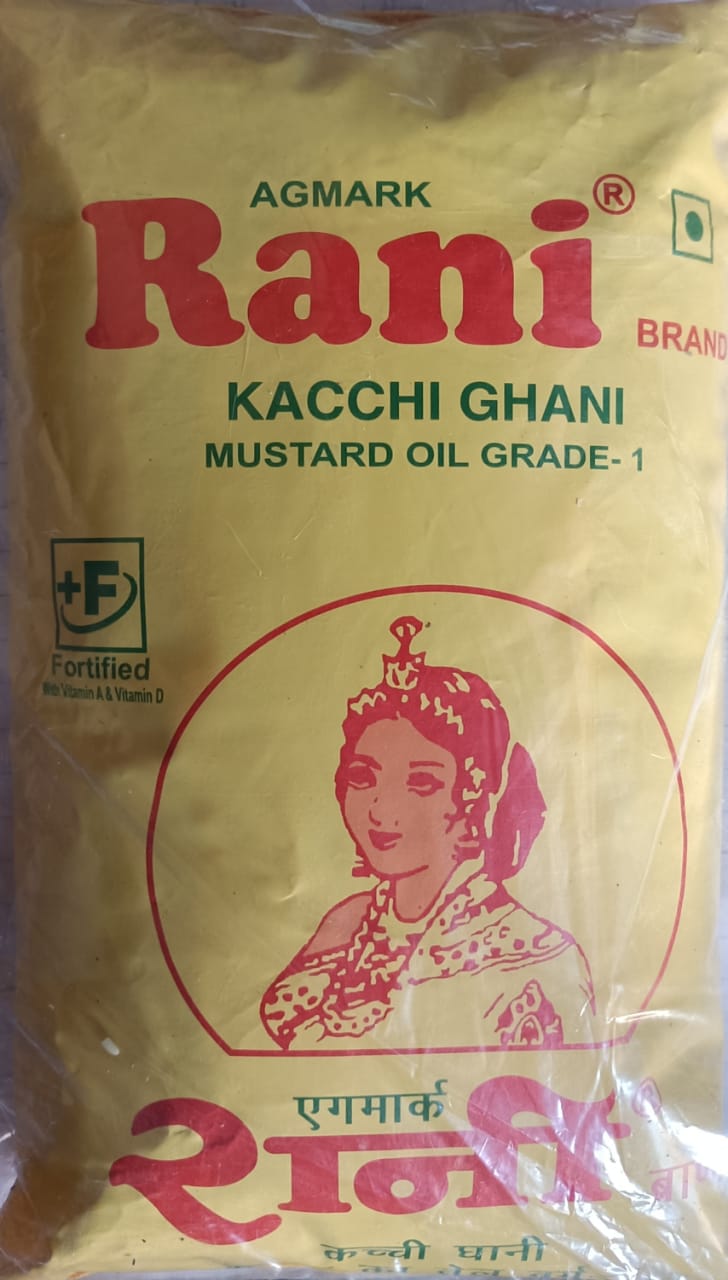 AGMARK
Rani®
BRAND
KACCHI GHANI
MUSTARD OIL GRADE- 1
+F
Fortified
With Vitamin A & Vitamin D
एगमार्क
रानी
कच्ची घानी